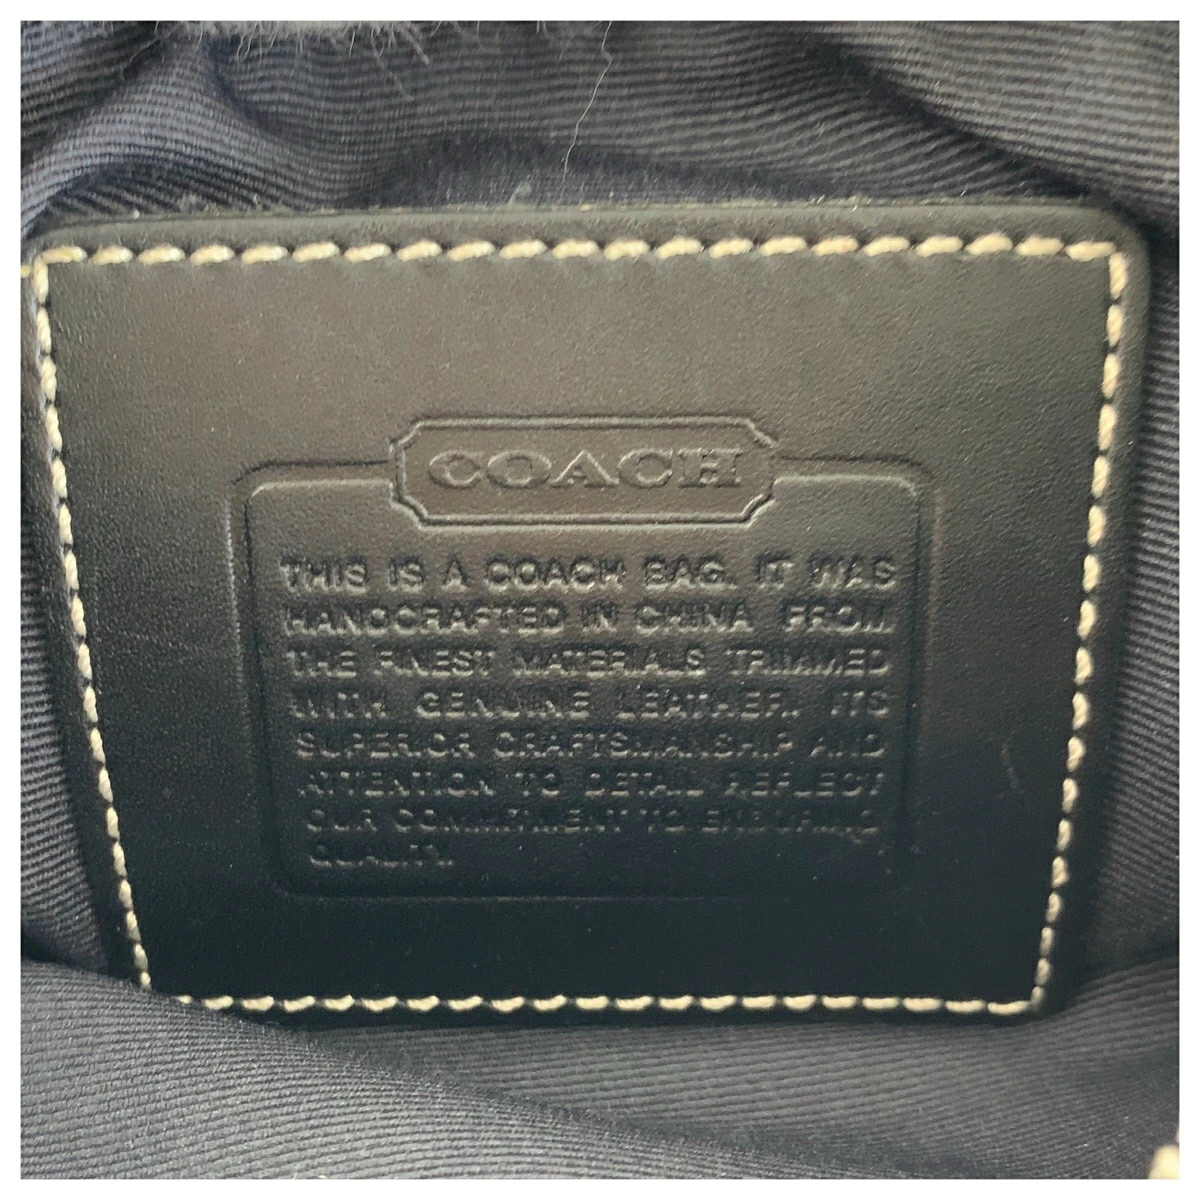 COACH
THIS IS A COACH BAG. IT WAS
HANDCRAFTED IN CHINA FROM
THE FINEST MATERIALS TRIMMED
WITH GENUINE LEATHER. ITS
SUPERIOR CRAFTSMANSHIP AND
ATTENTION TO DETAIL REFLECT
OUR COMMITMENT TO ENDURING
QUALITY.